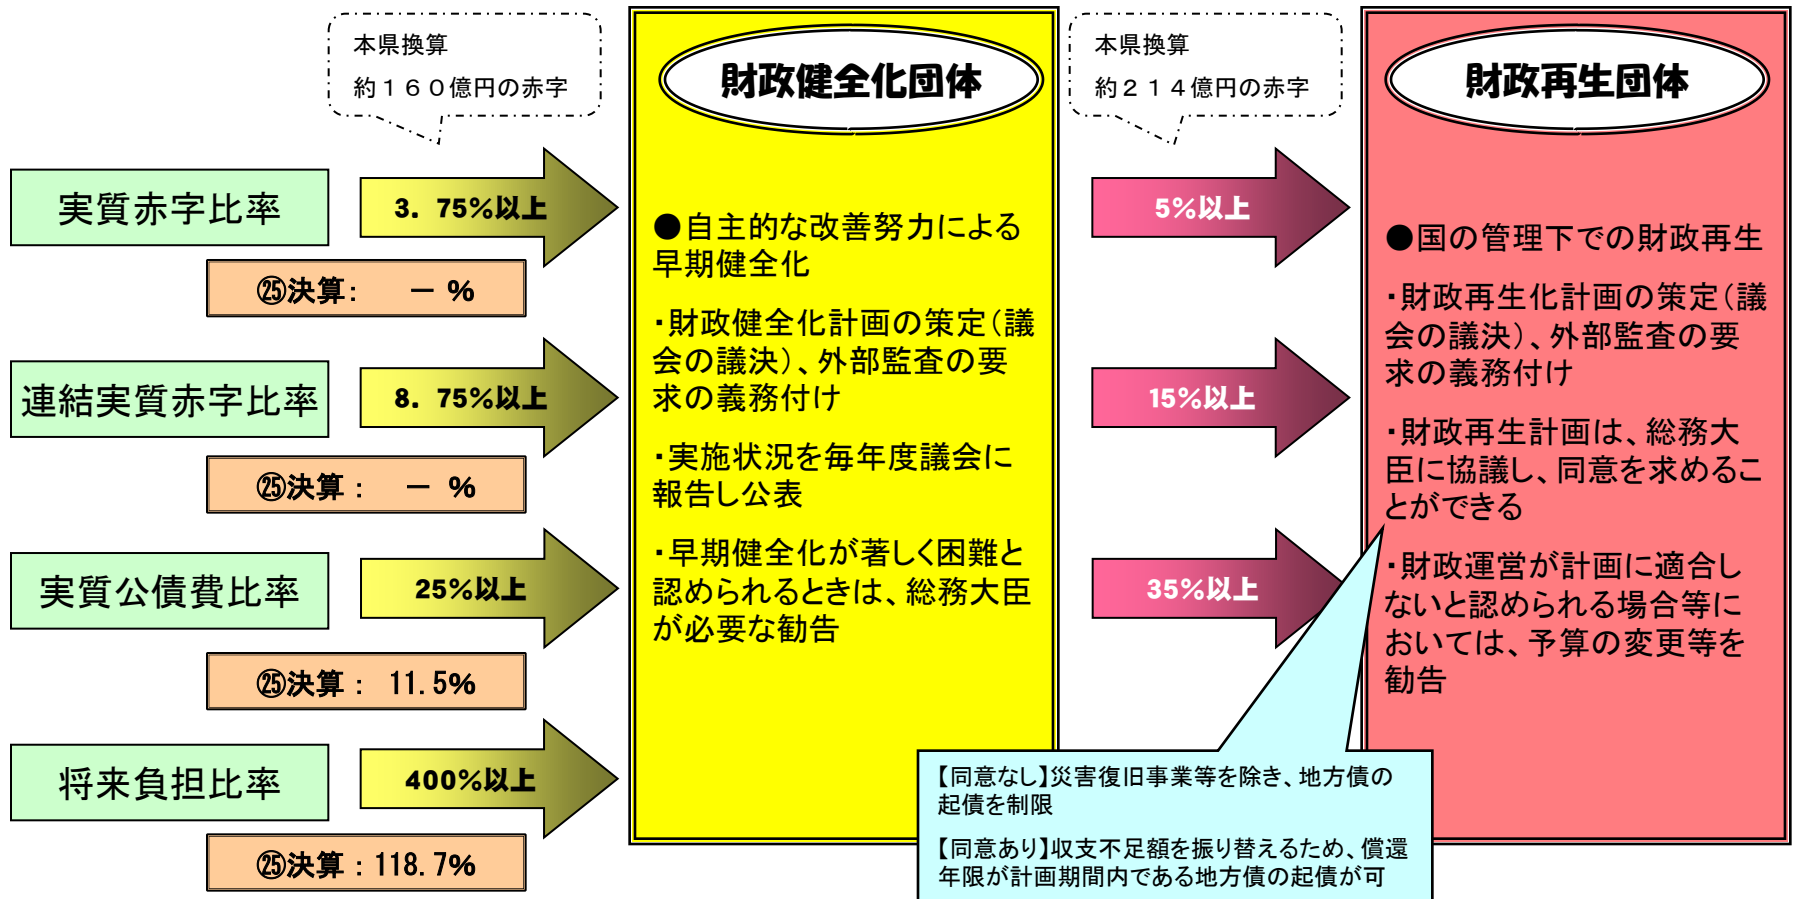 本県換算
約１６０億円の赤字
財政健全化団体
本県換算
約２１４億円の赤字
財政再生団体
実質赤字比率
3．75%以上
㉕決算：　－ %
連結実質赤字比率
8．75%以上
㉕決算：　－ %
実質公債費比率
25%以上
㉕決算： 11.5%
将来負担比率
400%以上
㉕決算：118.7%
●自主的な改善努力による
早期健全化
・財政健全化計画の策定（議
会の議決）、外部監査の要
求の義務付け
・実施状況を毎年度議会に
報告し公表
・早期健全化が著しく困難と
認められるときは、総務大臣
が必要な勧告
5%以上
15%以上
35%以上
●国の管理下での財政再生
・財政再生化計画の策定（議
会の議決）、外部監査の要
求の義務付け
・財政再生計画は、総務大
臣に協議し、同意を求めるこ
とができる
・財政運営が計画に適合し
ないと認められる場合等に
おいては、予算の変更等を
勧告
【同意なし】災害復旧事業等を除き、地方債の
起債を制限
【同意あり】収支不足額を振り替えるため、償還
年限が計画期間内である地方債の起債が可